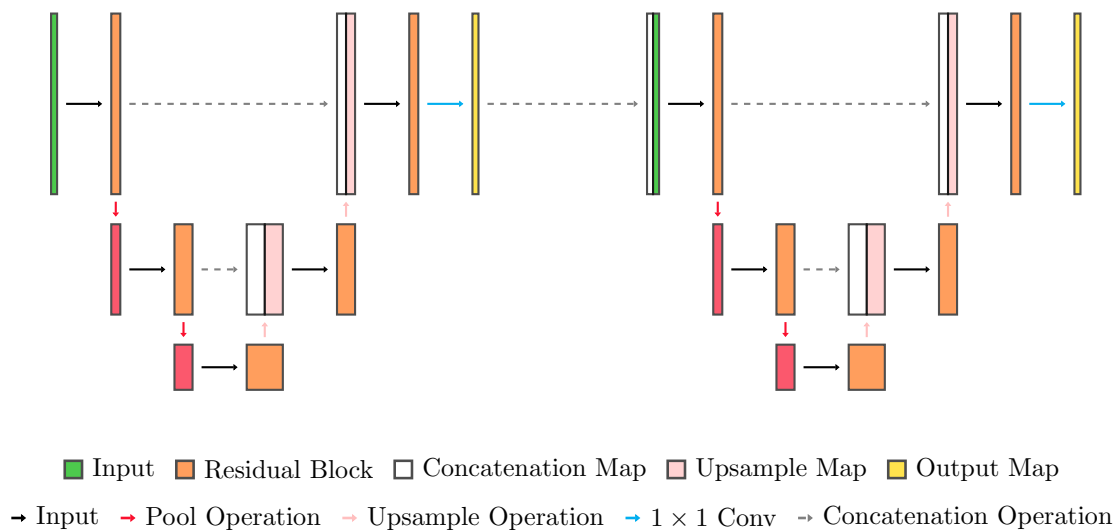 Input Residual Block Concatenation Map Upsample Map Output Map
Input Pool Operation Upsample Operation 1 × 1 Conv Concatenation Operation